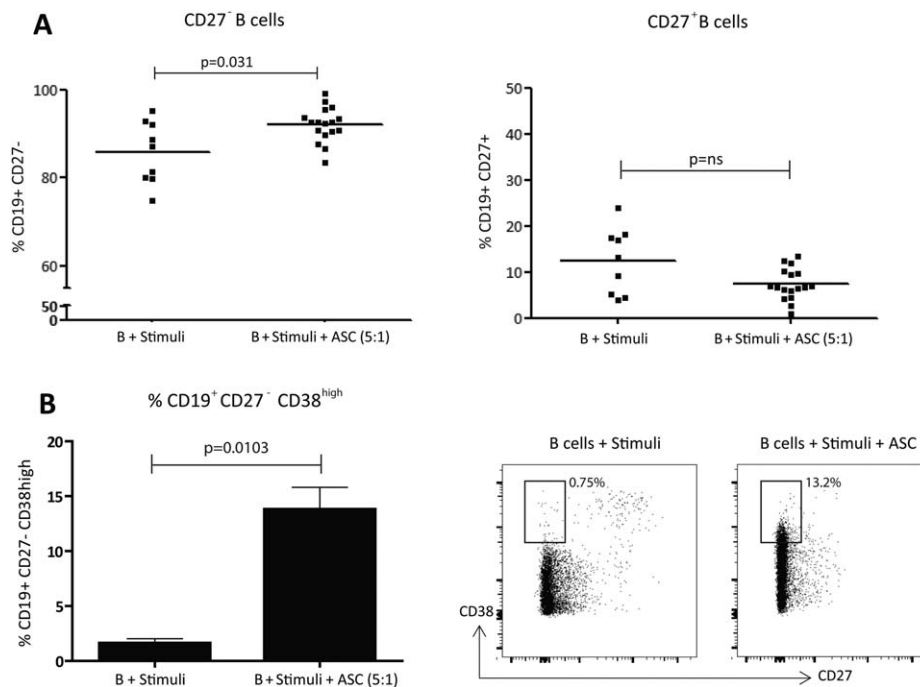 A
CD27⁻ B cells
p=0.031
% CD19+ CD27-
100
80
60
50
0
B + Stimuli
B + Stimuli + ASC (5:1)
CD27⁺B cells
p=ns
% CD19+ CD27+
50
40
30
20
10
0
B + Stimuli
B + Stimuli + ASC (5:1)
B
% CD19⁺CD27⁻ CD38ʰⁱᵍʰ
p=0.0103
% CD19+ CD27- CD38high
20
15
10
5
0
B + Stimuli
B + Stimuli + ASC (5:1)
B cells + Stimuli
0.75%
B cells + Stimuli + ASC
13.2%
CD38
CD27